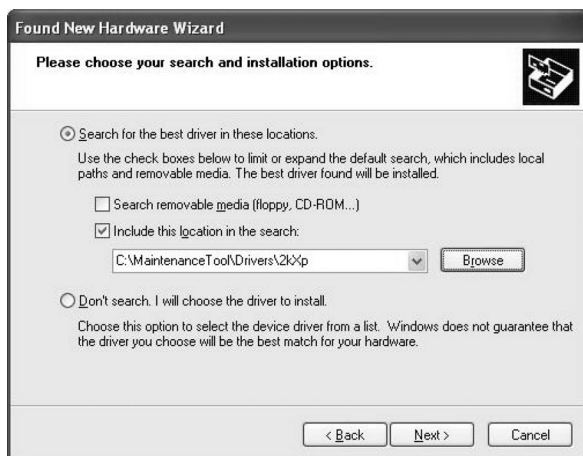 Found New Hardware Wizard
Please choose your search and installation options.
Search for the best driver in these locations.
Use the check boxes below to limit or expand the default search, which includes local
paths and removable media. The best driver found will be installed.
Search removable media (floppy, CD-ROM...)
Include this location in the search:
C:\MaintenanceTool\Drivers\2kXp
Browse
Don't search. I will choose the driver to install.
Choose this option to select the device driver from a list.  Windows does not guarantee that
the driver you choose will be the best match for your hardware.
< Back
Next >
Cancel